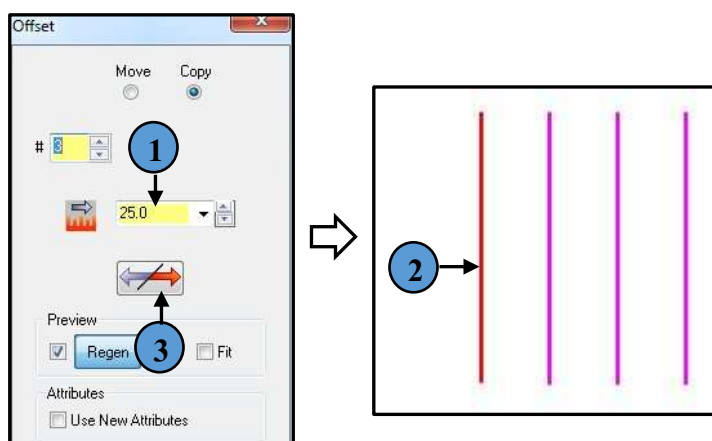 Offset
Move Copy
# 3
1
25.0
2
3
Preview
Regen
Fit
Attributes
Use New Attributes